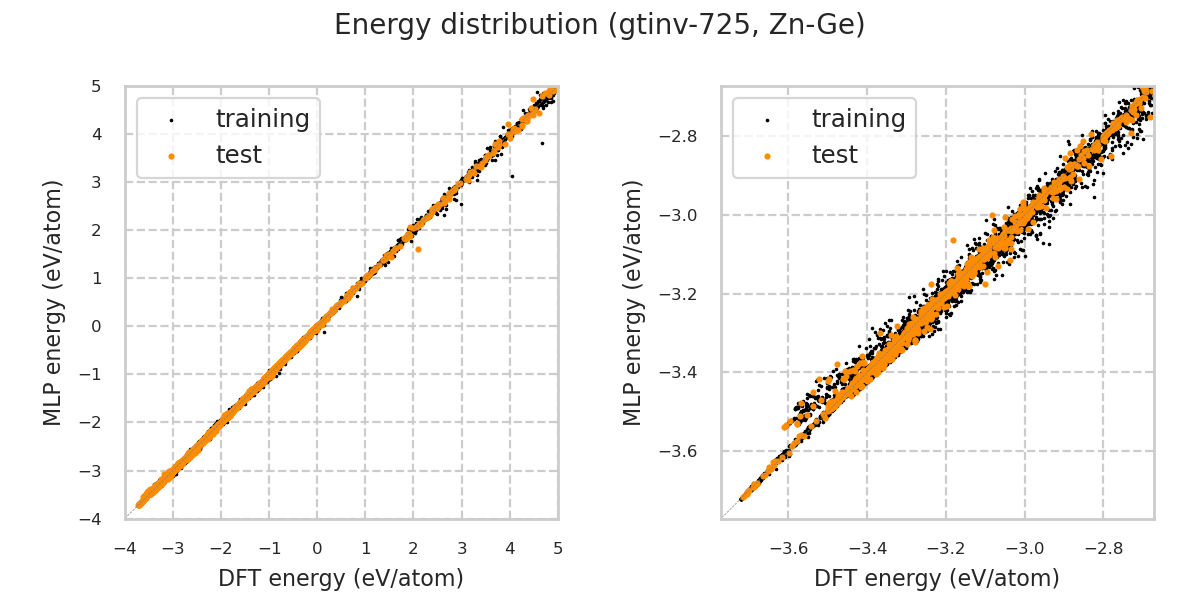 Energy distribution (gtinv-725, Zn-Ge)
training
test
5
4
3
2
1
0
−1
−2
−3
−4
MLP energy (eV/atom)
−4 −3 −2 −1 0 1 2 3 4 5
DFT energy (eV/atom)
training
test
−2.8
−3.0
−3.2
−3.4
−3.6
MLP energy (eV/atom)
−3.6 −3.4 −3.2 −3.0 −2.8
DFT energy (eV/atom)